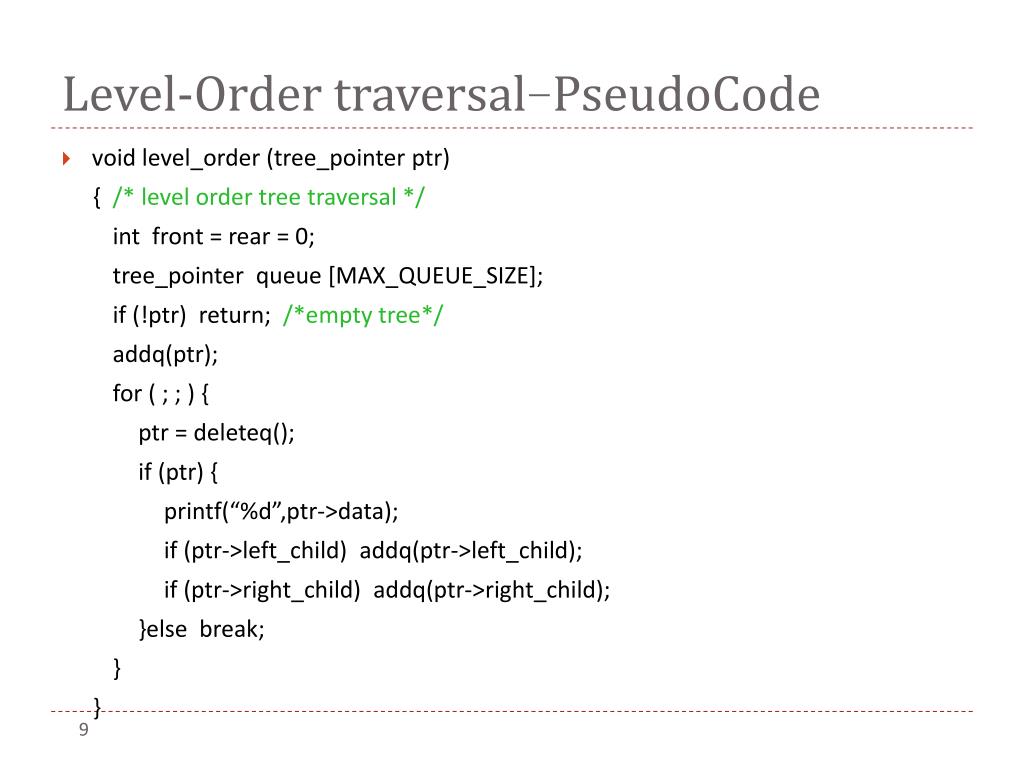 Level-Order traversal–PseudoCode
void level_order (tree_pointer ptr)
{ /* level order tree traversal */
int front = rear = 0;
tree_pointer queue [MAX_QUEUE_SIZE];
if (!ptr) return; /*empty tree*/
addq(ptr);
for ( ; ; ) {
ptr = deleteq();
if (ptr) {
printf(“%d”,ptr->data);
if (ptr->left_child) addq(ptr->left_child);
if (ptr->right_child) addq(ptr->right_child);
}else break;
}
}
9